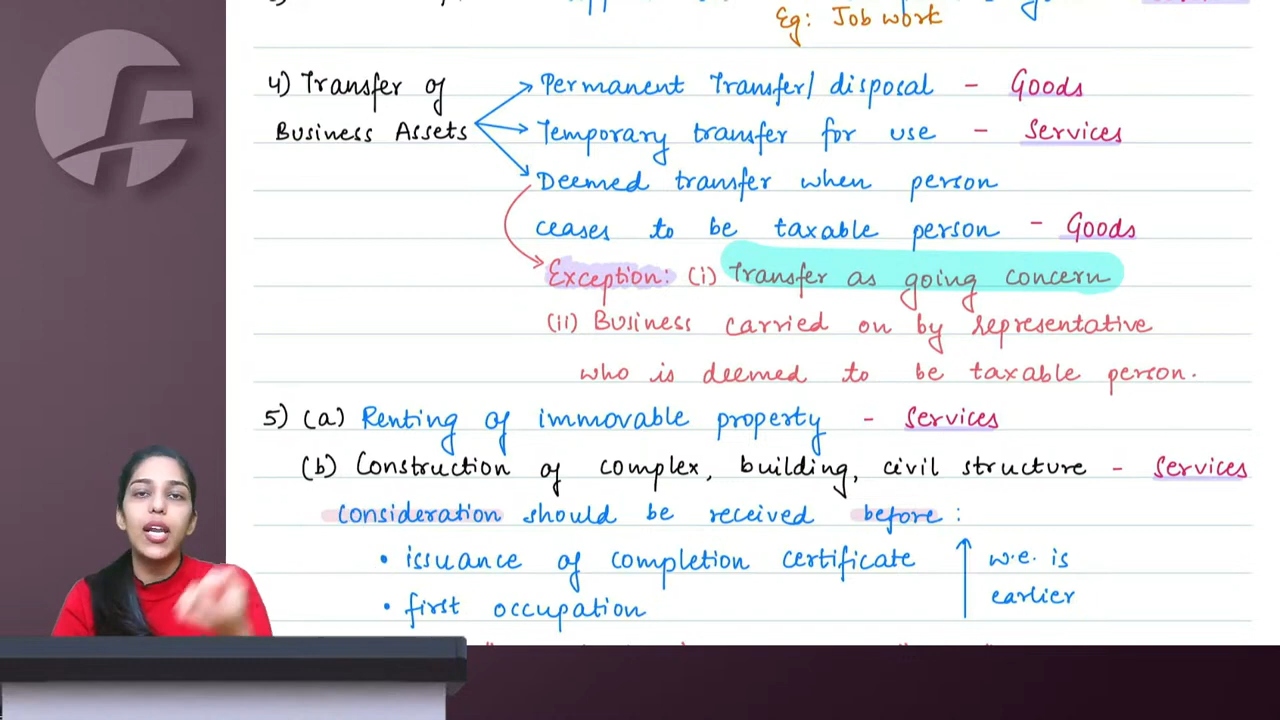 Eg: Job work
4) Transfer of Business Assets
Permanent Transfer/disposal - Goods
Temporary transfer for use - Services
Deemed transfer when person
ceases to be taxable person - Goods
Exception: (i) Transfer as going concern
(ii) Business carried on by representative
who is deemed to be taxable person.
5) (a) Renting of immovable property - Services
(b) Construction of complex, building, civil structure - Services
consideration should be received before :
• issuance of completion certificate
• first occupation
w.e. is
earlier